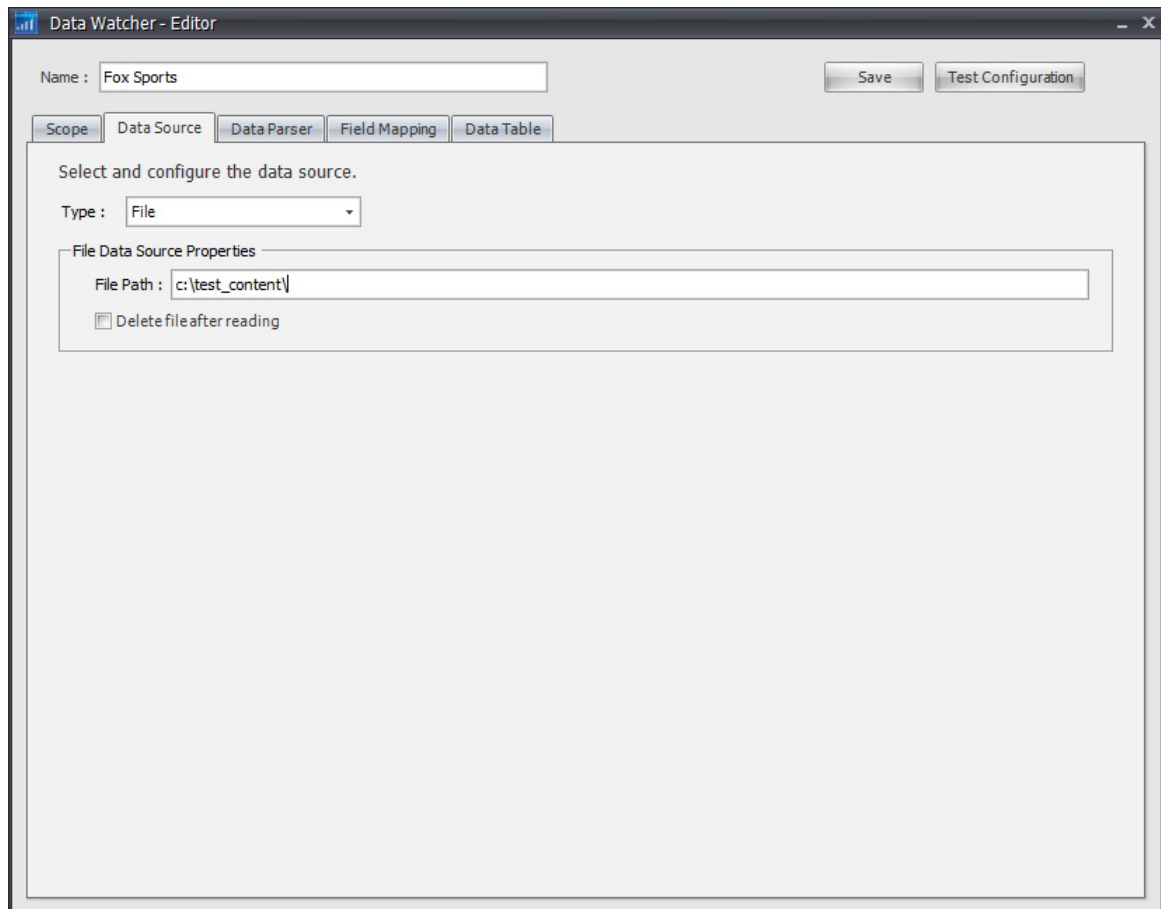 Data Watcher - Editor
Name : Fox Sports Save Test Configuration
Scope Data Source Data Parser Field Mapping Data Table
Select and configure the data source.
Type : File
File Data Source Properties
File Path : c:\test_content\
Delete file after reading